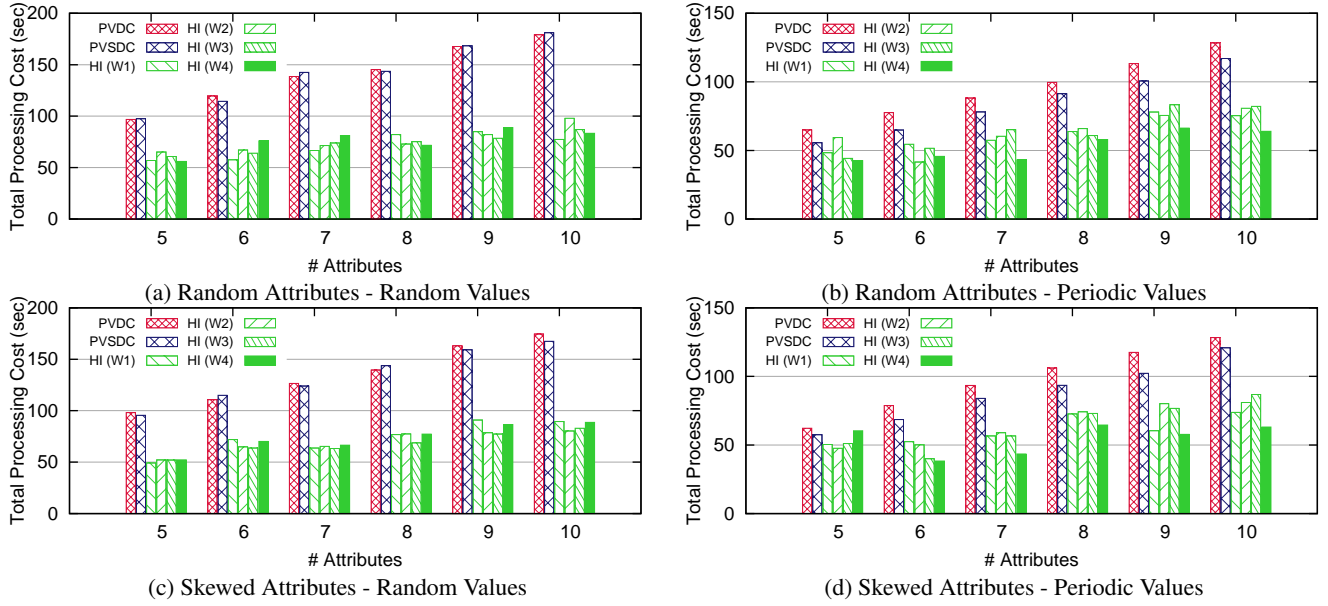 Total Processing Cost (sec)
200
150
100
50
0
PVDC
PVSDC
HI (W1)
HI (W2)
HI (W3)
HI (W4)
5 6 7 8 9 10
# Attributes
(a) Random Attributes - Random Values
Total Processing Cost (sec)
150
100
50
0
PVDC
PVSDC
HI (W1)
HI (W2)
HI (W3)
HI (W4)
5 6 7 8 9 10
# Attributes
(b) Random Attributes - Periodic Values
Total Processing Cost (sec)
200
150
100
50
0
PVDC
PVSDC
HI (W1)
HI (W2)
HI (W3)
HI (W4)
5 6 7 8 9 10
# Attributes
(c) Skewed Attributes - Random Values
Total Processing Cost (sec)
150
100
50
0
PVDC
PVSDC
HI (W1)
HI (W2)
HI (W3)
HI (W4)
5 6 7 8 9 10
# Attributes
(d) Skewed Attributes - Periodic Values